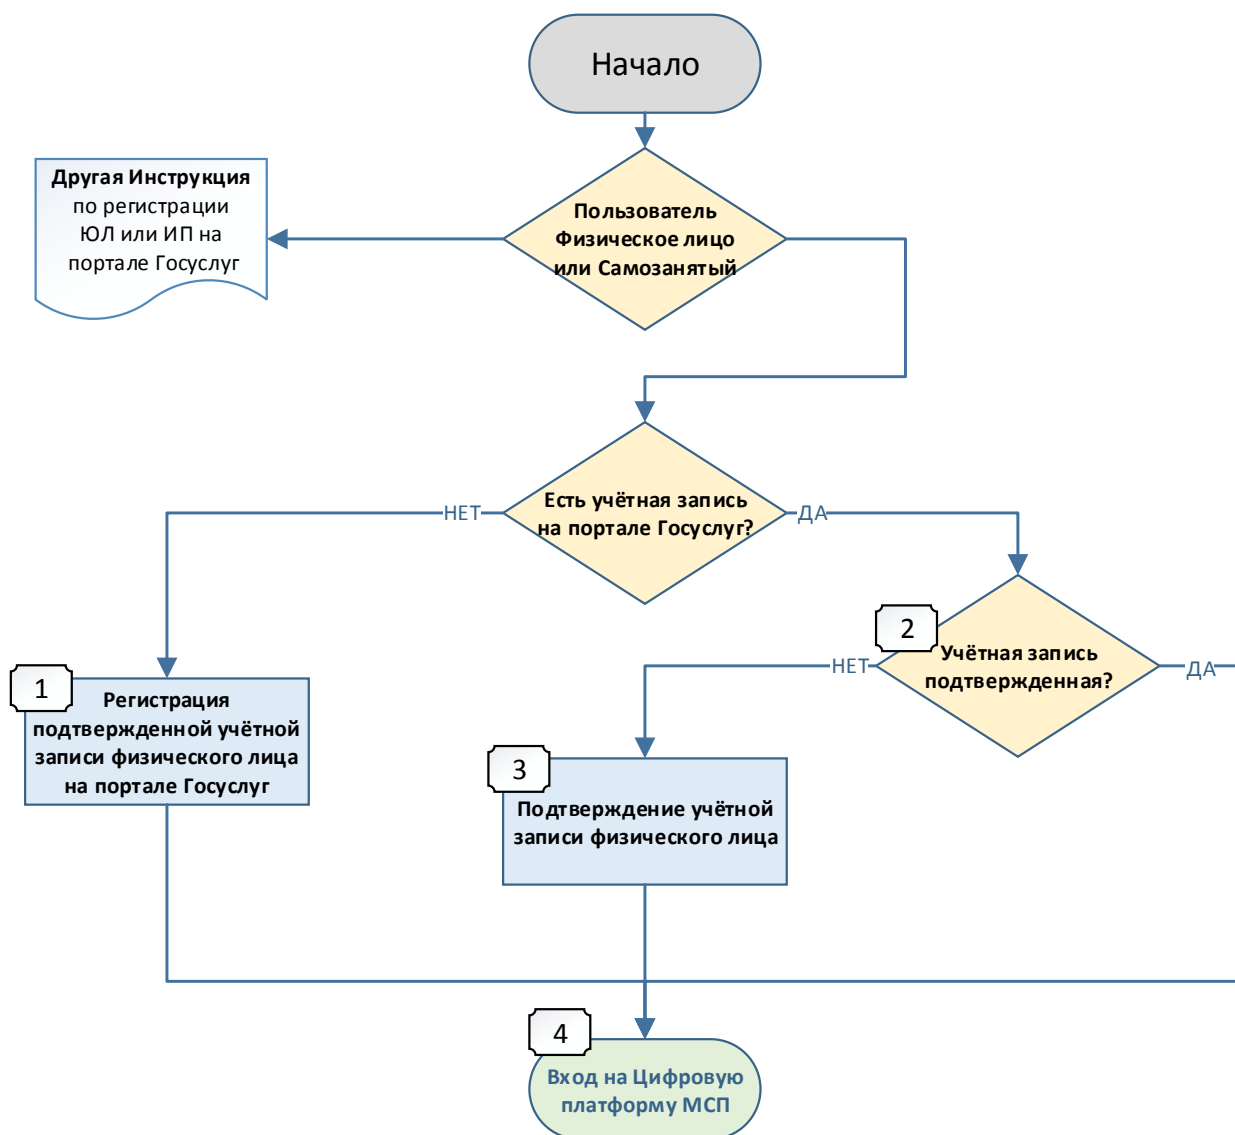 Начало
Другая Инструкция
по регистрации
ЮЛ или ИП на
портале Госуслуг
Пользователь
Физическое лицо
или Самозанятый
Есть учётная запись
на портале Госуслуг?
НЕТ
ДА
2
Учётная запись
подтвержденная?
НЕТ
ДА
1
Регистрация
подтвержденной учётной
записи физического лица
на портале Госуслуг
3
Подтверждение учётной
записи физического лица
4
Вход на Цифровую
платформу МСП